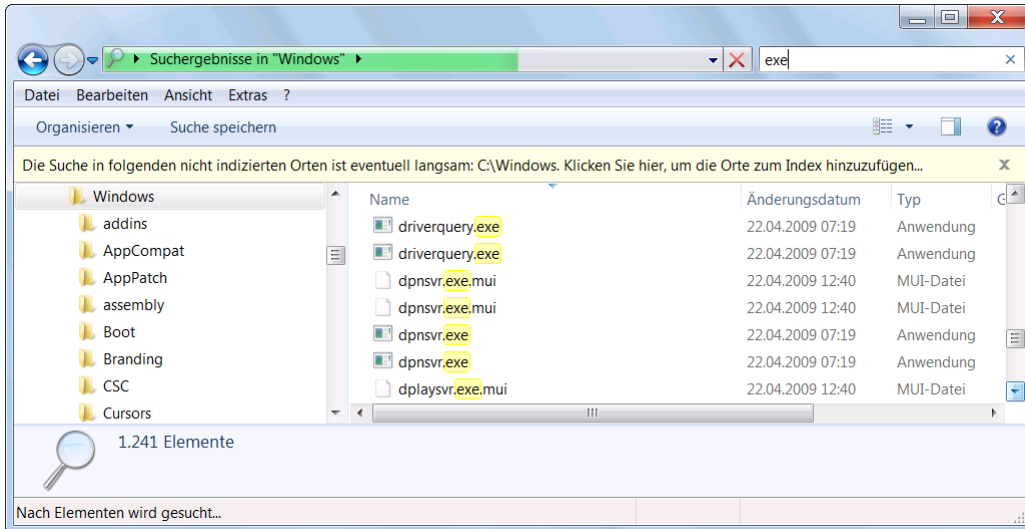 Suchergebnisse in "Windows"
exe
Datei Bearbeiten Ansicht Extras ?
Organisieren Suche speichern
Die Suche in folgenden nicht indizierten Orten ist eventuell langsam: C:\Windows. Klicken Sie hier, um die Orte zum Index hinzuzufügen...
Windows
addins
AppCompat
AppPatch
assembly
Boot
Branding
CSC
Cursors
Name Änderungsdatum Typ G
driverquery.exe 22.04.2009 07:19 Anwendung
driverquery.exe 22.04.2009 07:19 Anwendung
dpnsvr.exe.mui 22.04.2009 12:40 MUI-Datei
dpnsvr.exe.mui 22.04.2009 12:40 MUI-Datei
dpnsvr.exe 22.04.2009 07:19 Anwendung
dpnsvr.exe 22.04.2009 07:19 Anwendung
dplaysvr.exe.mui 22.04.2009 12:40 MUI-Datei
1.241 Elemente
Nach Elementen wird gesucht...